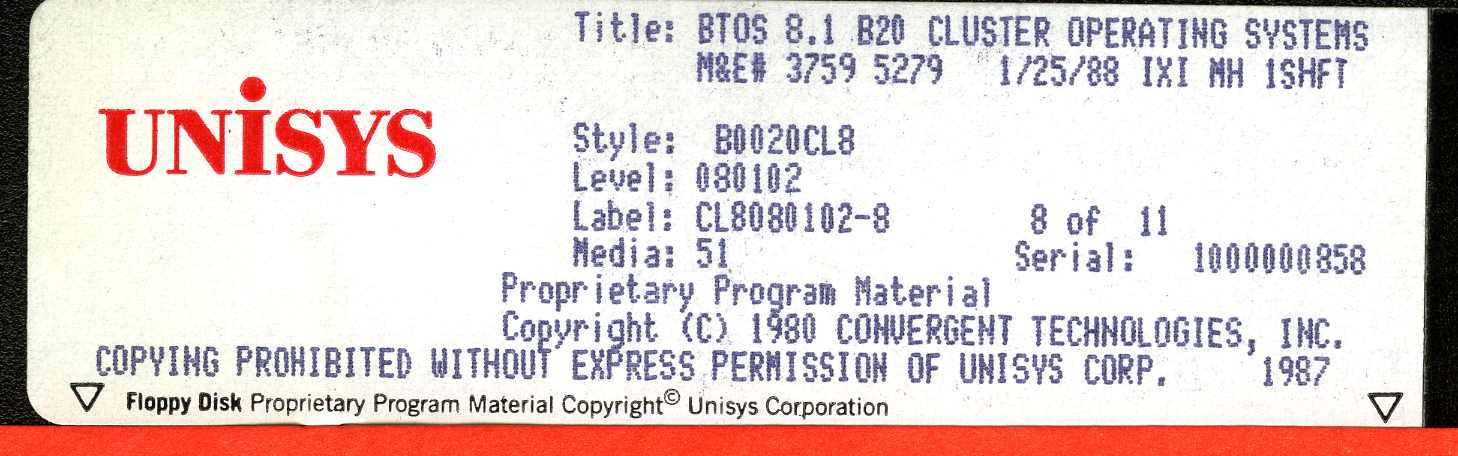 Title: BTOS 8.1 B20 CLUSTER OPERATING SYSTEMS
M&E# 3759 5279 1/25/88 IXI MH 1SHFT
UNiSYS
Style: B0020CL8
Level: 080102
Label: CL8080102-8 8 of 11
Media: 51 Serial: 1000000858
Proprietary Program Material
Copyright (C) 1980 CONVERGENT TECHNOLOGIES, INC.
COPYING PROHIBITED WITHOUT EXPRESS PERMISSION OF UNISYS CORP. 1987
Floppy Disk Proprietary Program Material Copyright© Unisys Corporation